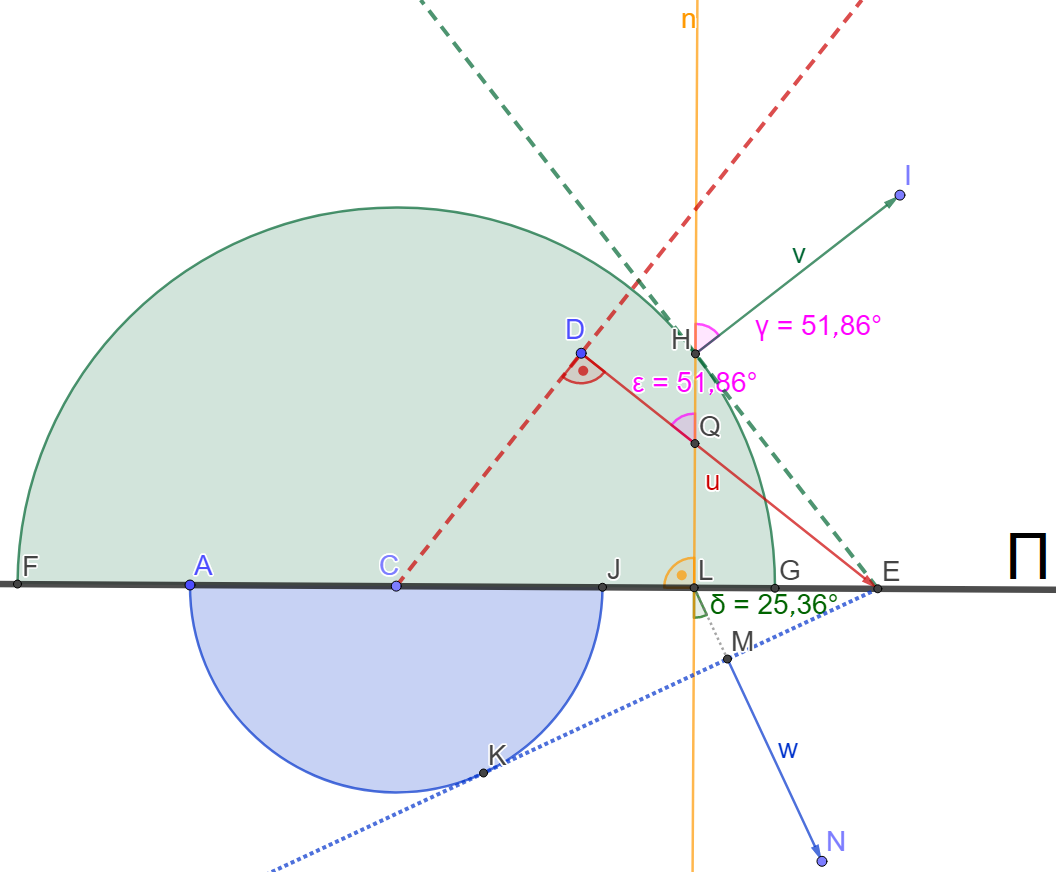 n
I
v
γ = 51,86°
D
H
ε = 51,86°
Q
u
∏
F
A
C
J
L
G
E
δ = 25,36°
M
w
K
N